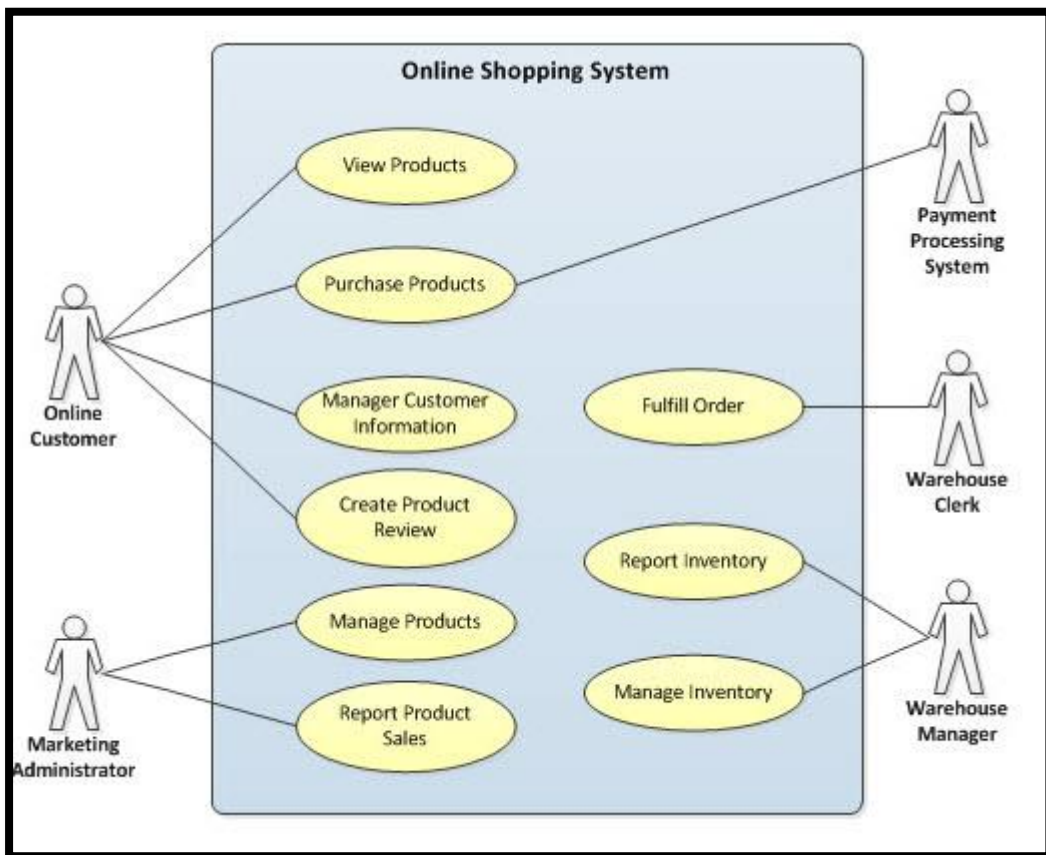 Online Shopping System
View Products
Purchase Products
Manager Customer
Information
Create Product
Review
Manage Products
Report Product
Sales
Fulfill Order
Report Inventory
Manage Inventory
Online
Customer
Marketing
Administrator
Payment
Processing
System
Warehouse
Clerk
Warehouse
Manager